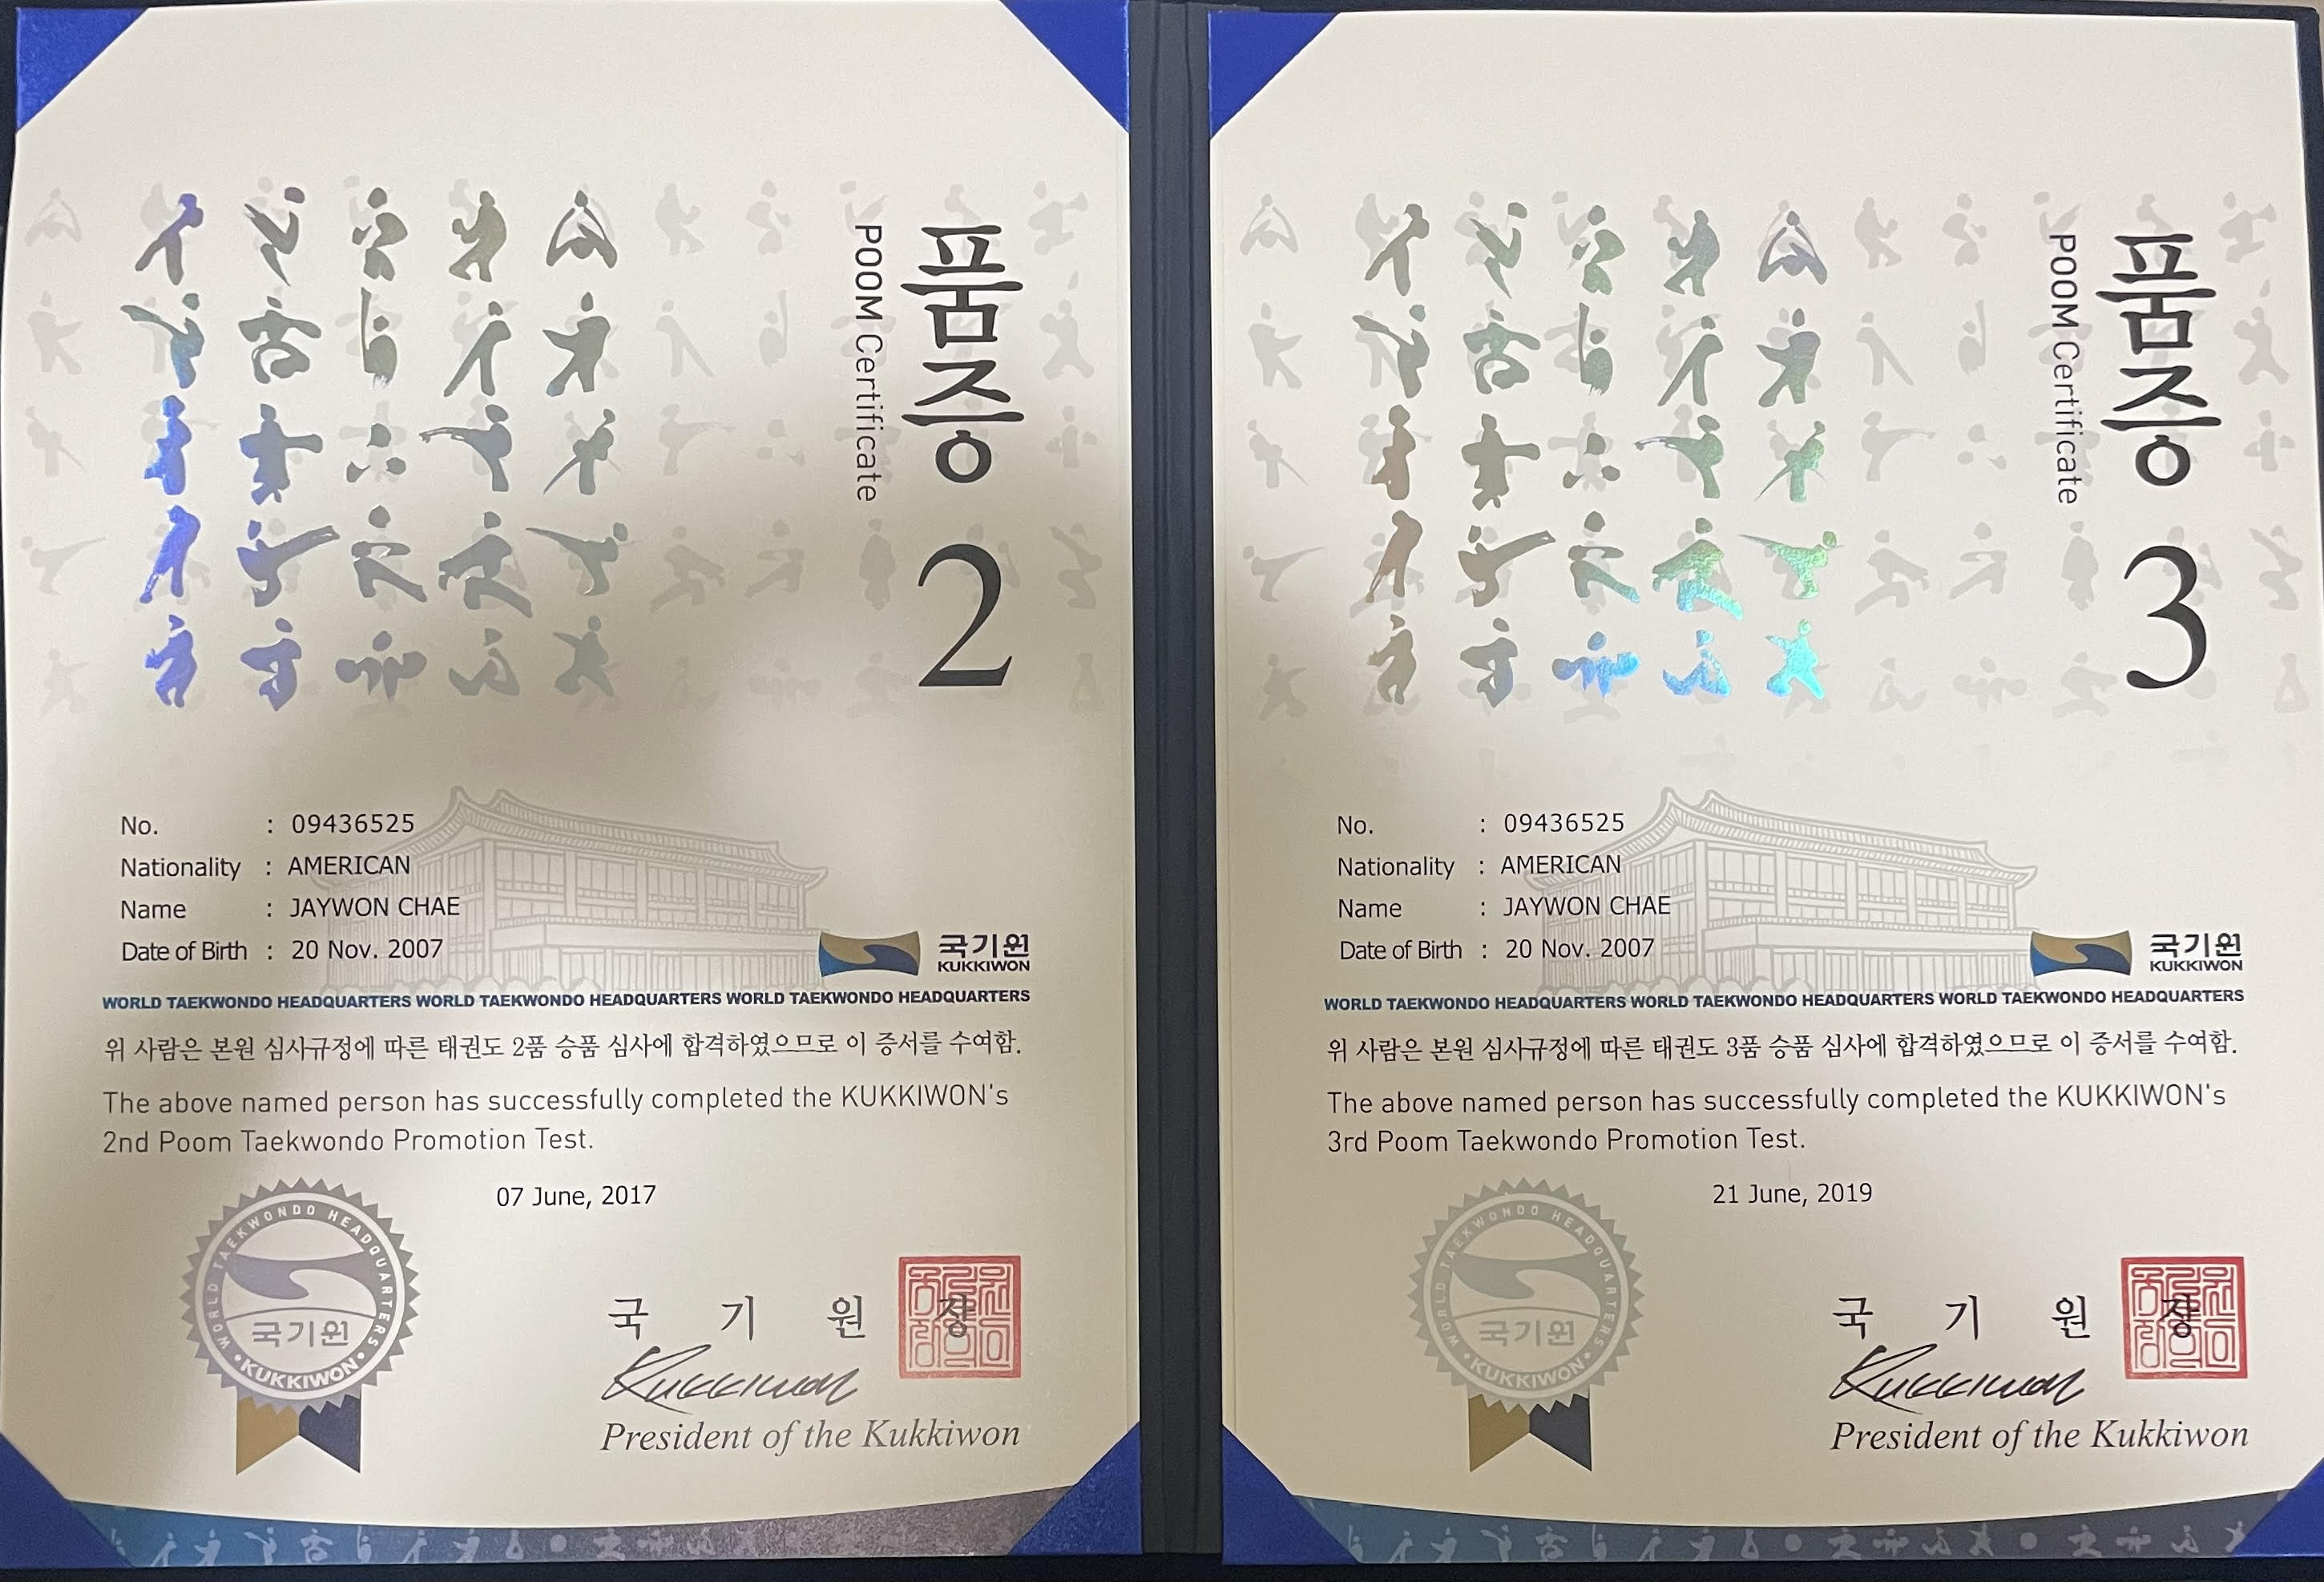 품증
POOM Certificate
2
No. : 09436525
Nationality : AMERICAN
Name : JAYWON CHAE
Date of Birth : 20 Nov. 2007
국기원
KUKKIWON
WORLD TAEKWONDO HEADQUARTERS WORLD TAEKWONDO HEADQUARTERS WORLD TAEKWONDO HEADQUARTERS
위 사람은 본원 심사규정에 따른 태권도 2품 승품 심사에 합격하였으므로 이 증서를 수여함.
The above named person has successfully completed the KUKKIWON's
2nd Poom Taekwondo Promotion Test.
07 June, 2017
WORLD TAEKWONDO HEADQUARTERS
국기원
• KUKKIWON •
국 기 원 장
Kukkiwon
President of the Kukkiwon
품증
POOM Certificate
3
No. : 09436525
Nationality : AMERICAN
Name : JAYWON CHAE
Date of Birth : 20 Nov. 2007
국기원
KUKKIWON
WORLD TAEKWONDO HEADQUARTERS WORLD TAEKWONDO HEADQUARTERS WORLD TAEKWONDO HEADQUARTERS
위 사람은 본원 심사규정에 따른 태권도 3품 승품 심사에 합격하였으므로 이 증서를 수여함.
The above named person has successfully completed the KUKKIWON's
3rd Poom Taekwondo Promotion Test.
21 June, 2019
WORLD TAEKWONDO HEADQUARTERS
국기원
• KUKKIWON •
국 기 원 장
Kukkiwon
President of the Kukkiwon